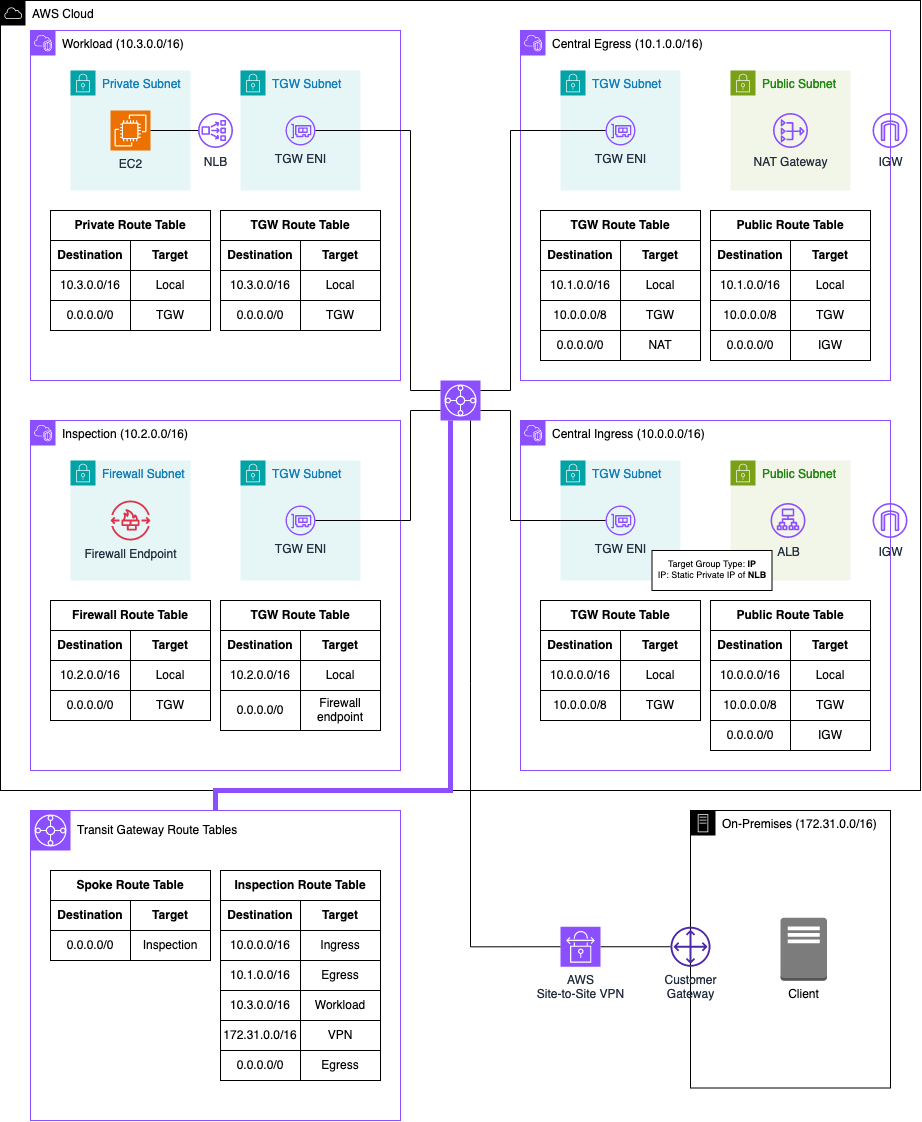 AWS Cloud
Workload (10.3.0.0/16)
Private Subnet
TGW Subnet
EC2
NLB
TGW ENI
Private Route Table
Destination Target
10.3.0.0/16 Local
0.0.0.0/0 TGW
TGW Route Table
Destination Target
10.3.0.0/16 Local
0.0.0.0/0 TGW
Central Egress (10.1.0.0/16)
TGW Subnet
Public Subnet
TGW ENI
NAT Gateway
IGW
TGW Route Table
Destination Target
10.1.0.0/16 Local
10.0.0.0/8 TGW
0.0.0.0/0 NAT
Public Route Table
Destination Target
10.1.0.0/16 Local
10.0.0.0/8 TGW
0.0.0.0/0 IGW
Inspection (10.2.0.0/16)
Firewall Subnet
TGW Subnet
Firewall Endpoint
TGW ENI
Firewall Route Table
Destination Target
10.2.0.0/16 Local
0.0.0.0/0 TGW
TGW Route Table
Destination Target
10.2.0.0/16 Local
0.0.0.0/0 Firewall
endpoint
Central Ingress (10.0.0.0/16)
TGW Subnet
Public Subnet
TGW ENI
ALB
IGW
Target Group Type: IP
IP: Static Private IP of NLB
TGW Route Table
Destination Target
10.0.0.0/16 Local
10.0.0.0/8 TGW
Public Route Table
Destination Target
10.0.0.0/16 Local
10.0.0.0/8 TGW
0.0.0.0/0 IGW
Transit Gateway Route Tables
Spoke Route Table
Destination Target
0.0.0.0/0 Inspection
Inspection Route Table
Destination Target
10.0.0.0/16 Ingress
10.1.0.0/16 Egress
10.3.0.0/16 Workload
172.31.0.0/16 VPN
0.0.0.0/0 Egress
On-Premises (172.31.0.0/16)
AWS
Site-to-Site VPN
Customer
Gateway
Client